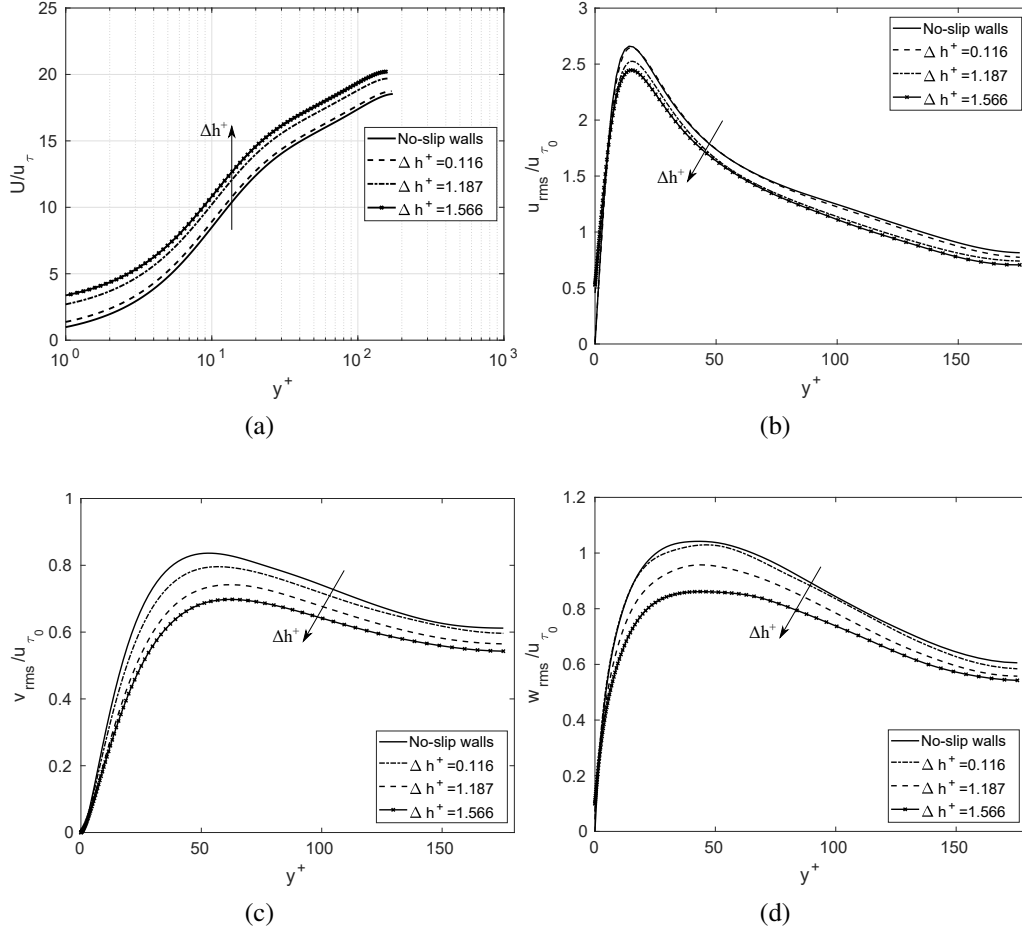 25
20
15
10
5
0
U/u_τ
Δh⁺
No-slip walls
Δ h⁺=0.116
Δ h⁺=1.187
Δ h⁺=1.566
10⁰
10¹
10²
10³
y⁺
(a)
3
2.5
2
1.5
1
0.5
0
u_rms/u_τ₀
No-slip walls
Δ h⁺=0.116
Δ h⁺=1.187
Δ h⁺=1.566
Δh⁺
0
50
100
150
y⁺
(b)
1
0.8
0.6
0.4
0.2
0
v_rms/u_τ₀
Δh⁺
No-slip walls
Δ h⁺=0.116
Δ h⁺=1.187
Δ h⁺=1.566
0
50
100
150
y⁺
(c)
1.2
1
0.8
0.6
0.4
0.2
0
w_rms/u_τ₀
Δh⁺
No-slip walls
Δ h⁺=0.116
Δ h⁺=1.187
Δ h⁺=1.566
0
50
100
150
y⁺
(d)